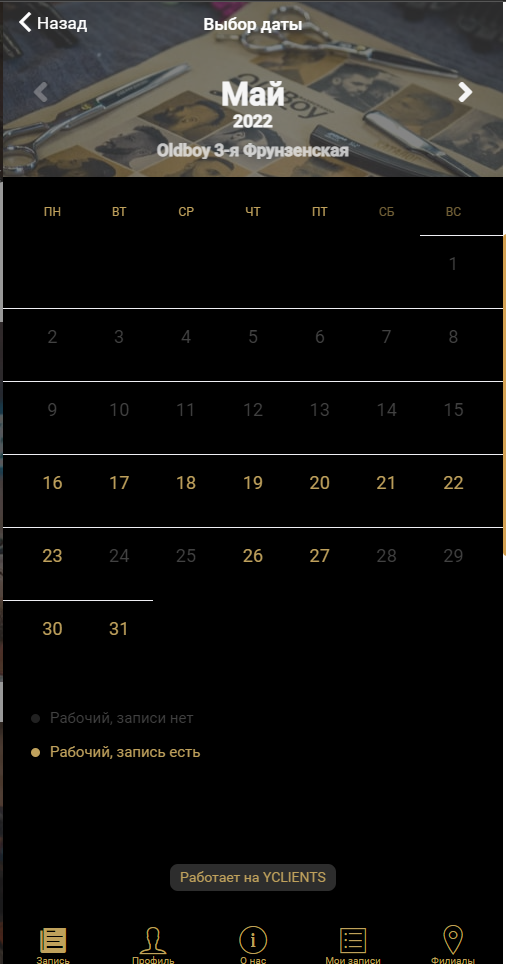 Назад
Выбор даты
Май
2022
Oldboy 3-я Фрунзенская
ПН ВТ СР ЧТ ПТ СБ ВС
1
2 3 4 5 6 7 8
9 10 11 12 13 14 15
16 17 18 19 20 21 22
23 24 25 26 27 28 29
30 31
Рабочий, записи нет
Рабочий, запись есть
Работает на YCLIENTS
Запись Профиль О нас Мои записи Филиалы